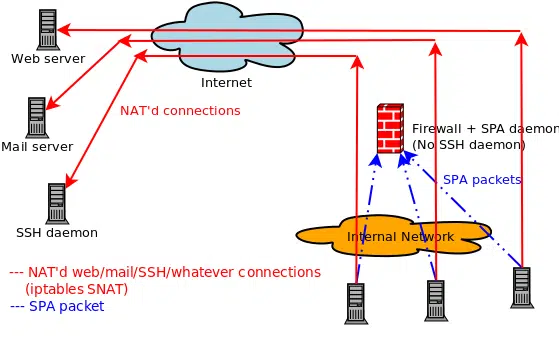 Web server
Internet
NAT'd connections
Firewall + SPA daemon
(No SSH daemon)
Mail server
SPA packets
SSH daemon
Internal Network
--- NAT'd web/mail/SSH/whatever connections
(iptables SNAT)
--- SPA packet